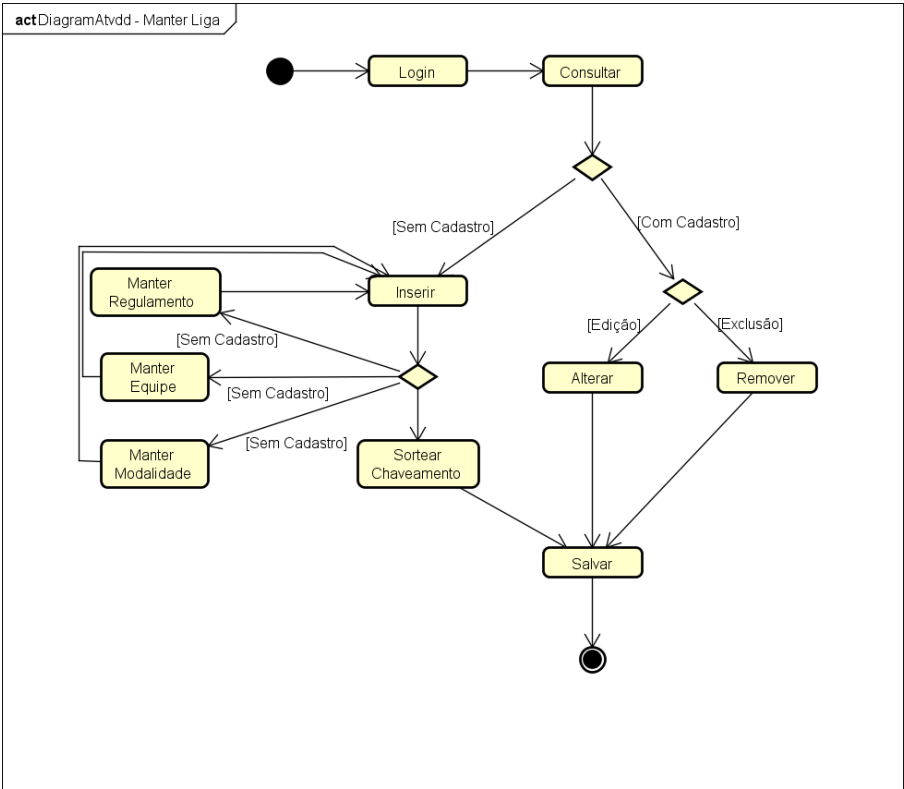 act DiagramAtvdd - Manter Liga
Login
Consultar
[Sem Cadastro]
[Com Cadastro]
Manter
Regulamento
Inserir
[Edição]
[Exclusão]
[Sem Cadastro]
Manter
Equipe
[Sem Cadastro]
Alterar
Remover
[Sem Cadastro]
Manter
Modalidade
Sortear
Chaveamento
Salvar